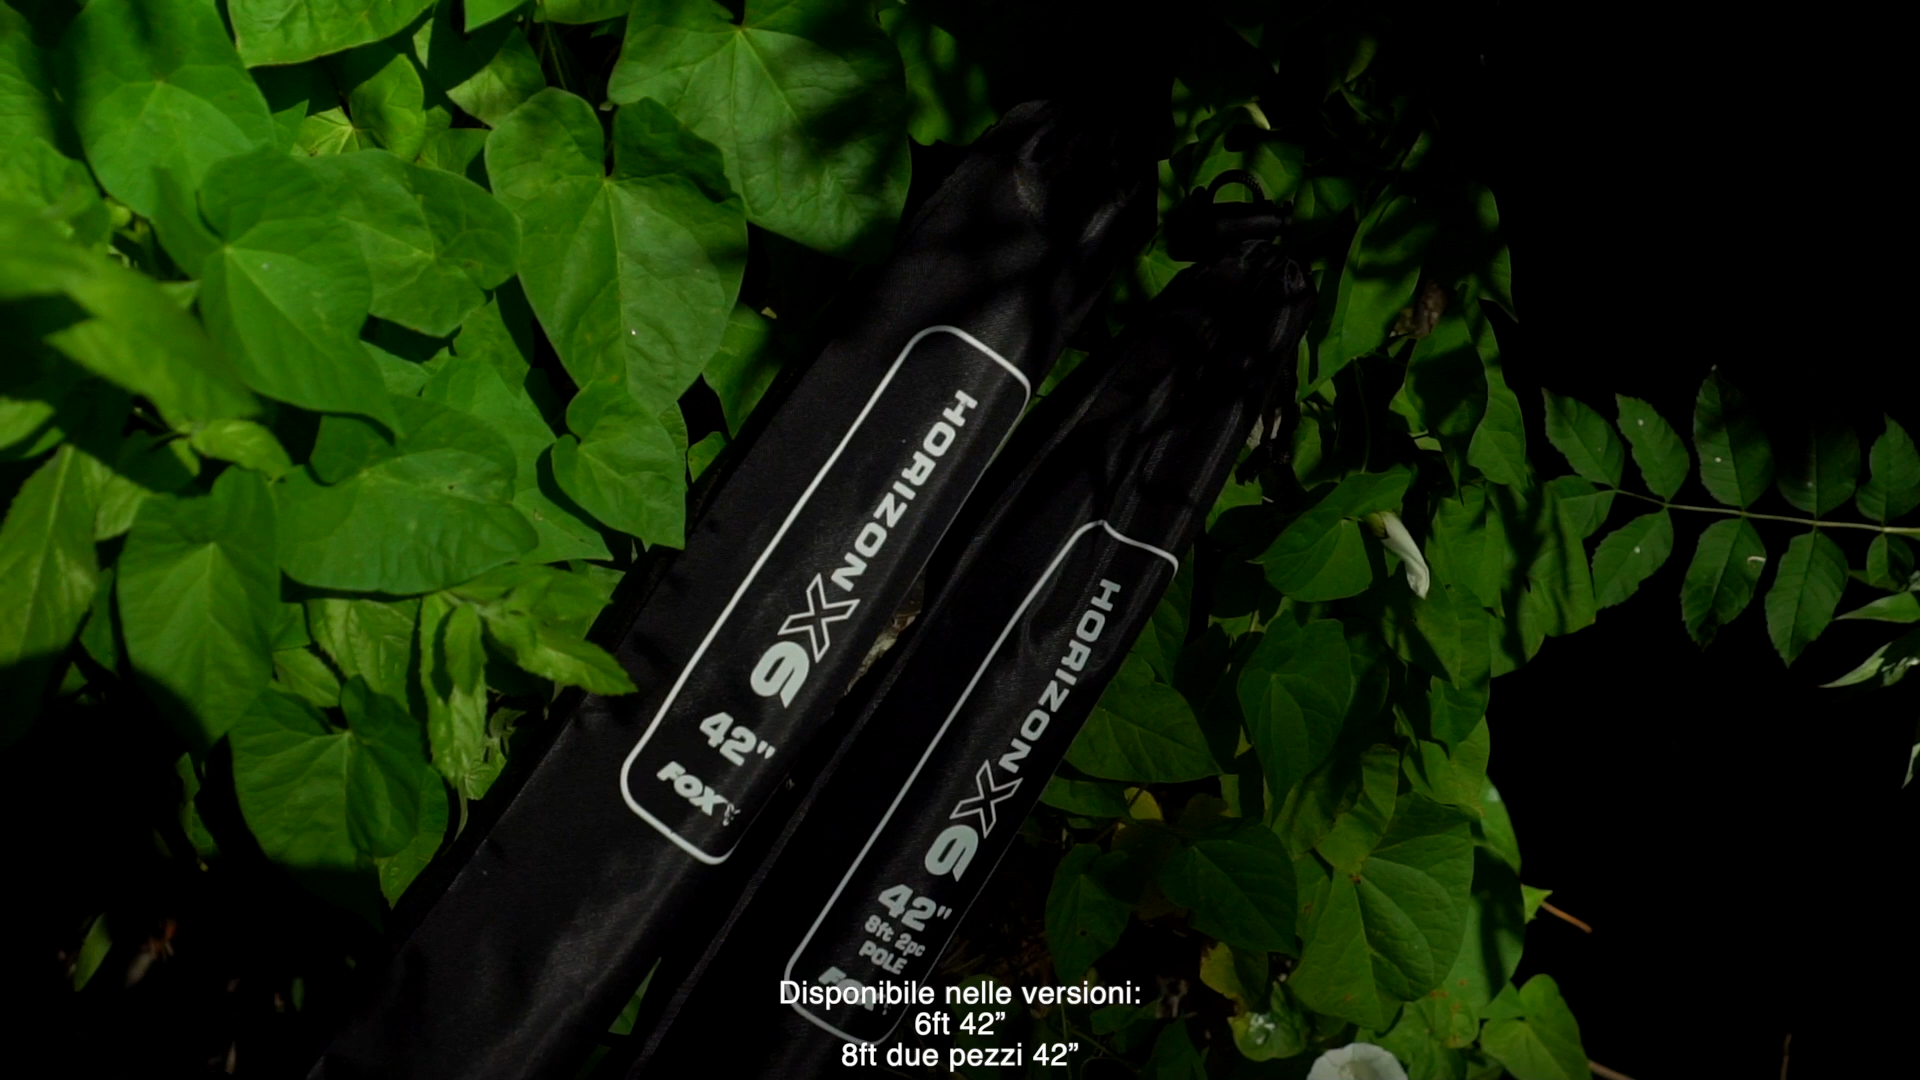 HORIZON X6
42"
FOX
HORIZON X6
42"
8ft 2pc
POLE
FOX
Disponibile nelle versioni:
6ft 42”
8ft due pezzi 42”